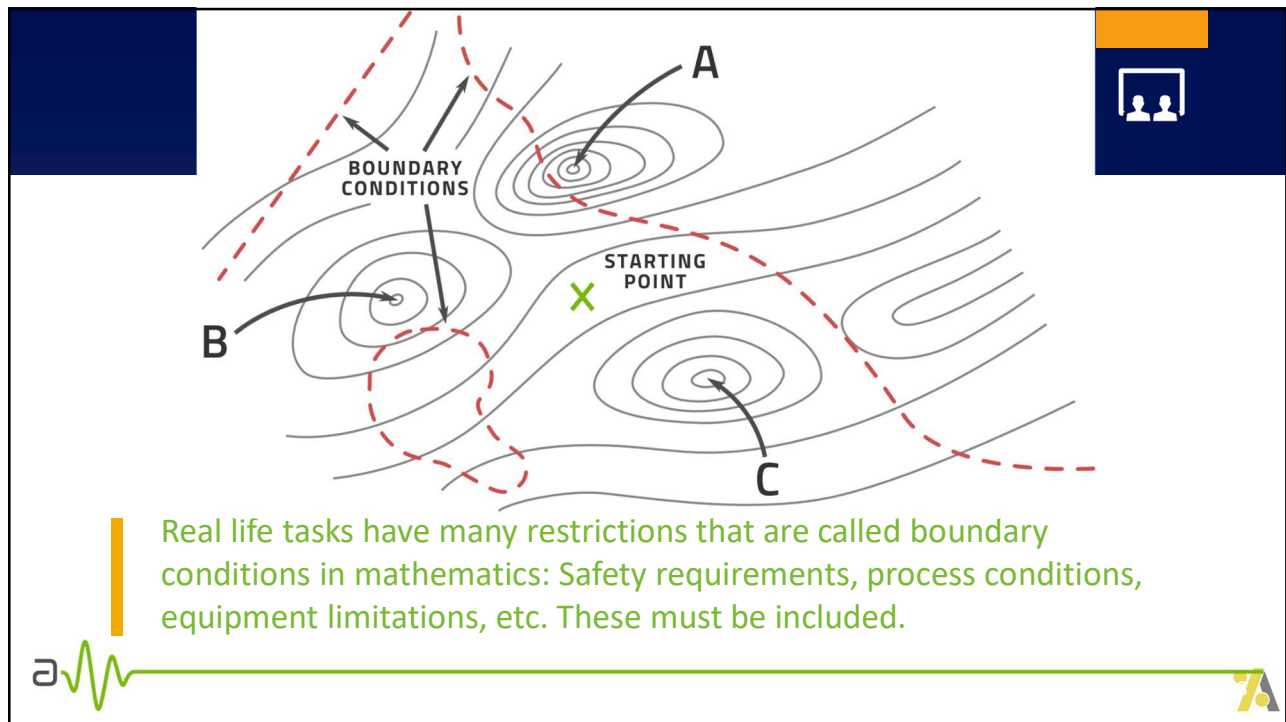 A
BOUNDARY
CONDITIONS
STARTING
POINT
B
C
Real life tasks have many restrictions that are called boundary
conditions in mathematics: Safety requirements, process conditions,
equipment limitations, etc. These must be included.
a